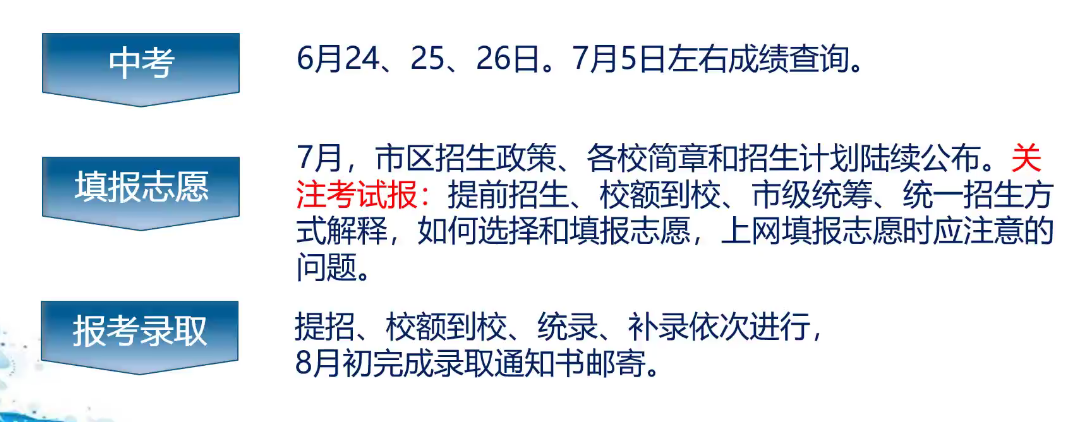 中考
6月24、25、26日。7月5日左右成绩查询。
填报志愿
7月，市区招生政策、各校简章和招生计划陆续公布。关
注考试报：提前招生、校额到校、市级统筹、统一招生方
式解释，如何选择和填报志愿，上网填报志愿时应注意的
问题。
报考录取
提招、校额到校、统录、补录依次进行，
8月初完成录取通知书邮寄。